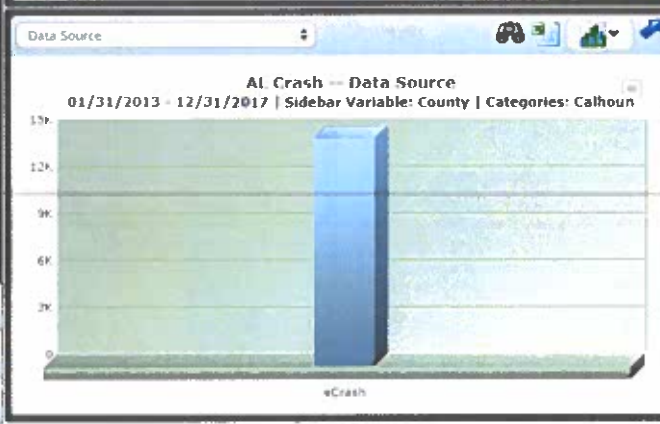 Data Source
AL Crash -- Data Source
01/31/2013 - 12/31/2017 | Sidebar Variable: County | Categories: Calhoun
15K
12K
9K
6K
3K
0
eCrash